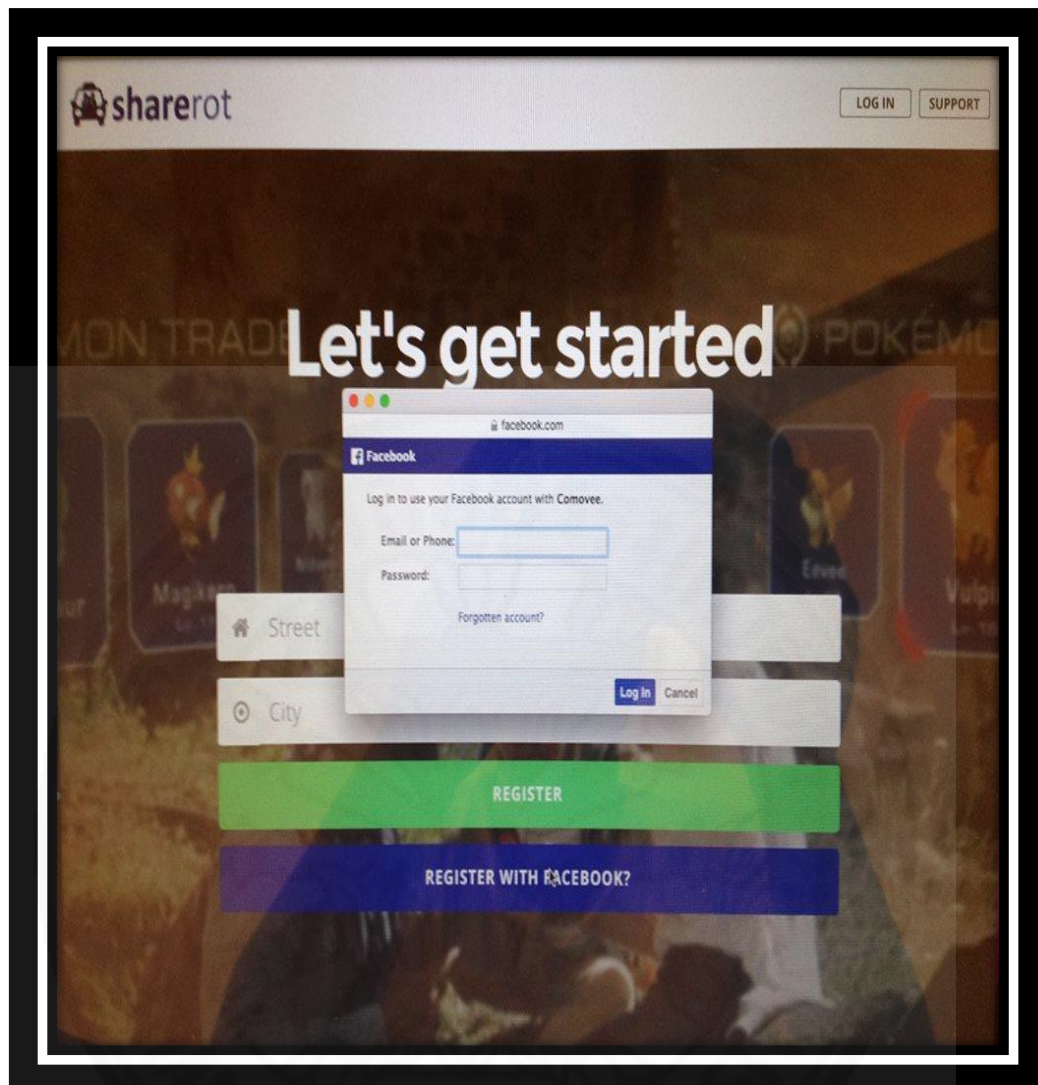 sharerot
LOG IN SUPPORT
MON TRADE POKÉMO
Let's get started
facebook.com
Facebook
Log in to use your Facebook account with Comovee.
Email or Phone:
Password:
Forgotten account?
Magikarp
Eevee
Street
Log In Cancel
City
REGISTER
REGISTER WITH FACEBOOK?